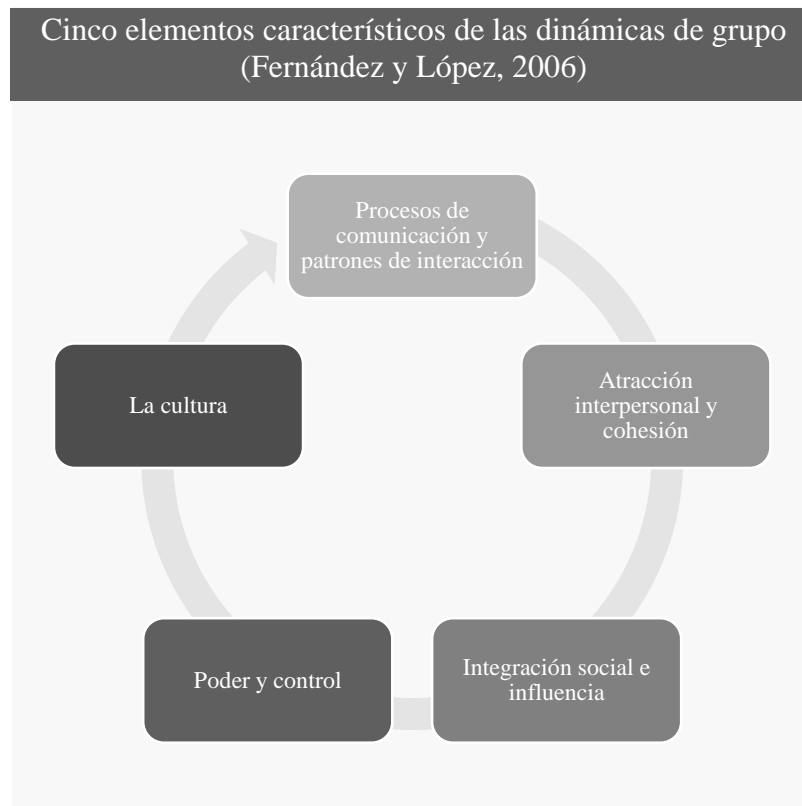 Cinco elementos característicos de las dinámicas de grupo
(Fernández y López, 2006)
Procesos de
comunicación y
patrones de interacción
Atracción
interpersonal y
cohesión
Integración social e
influencia
Poder y control
La cultura